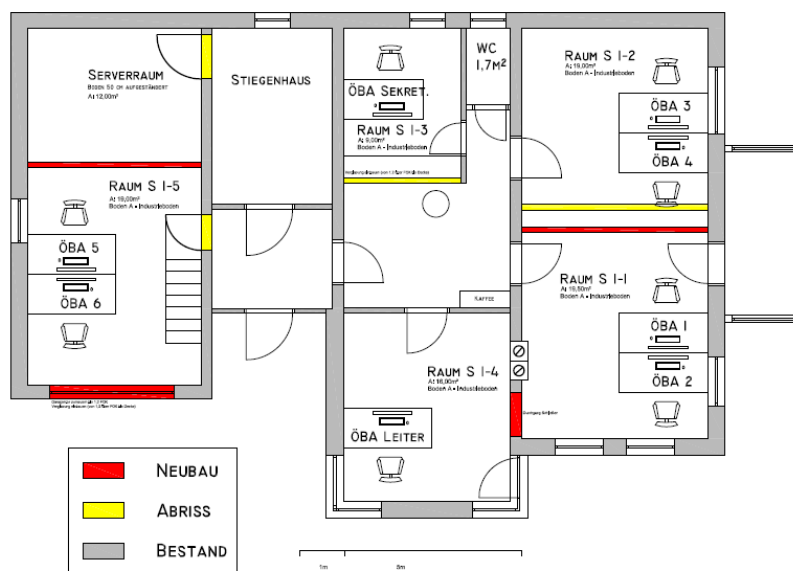 SERVERRAUM
BODEN 50 CM AUFGESTÄNDERT
A: 12,00m²
STIEGENHAUS
ÖBA SEKRET.
RAUM S I-3
A: 9,00m²
Boden A - Industrieboden
WC
1,7M²
RAUM S I-2
A: 19,00m²
Boden A - Industrieboden
ÖBA 3
ÖBA 4
RAUM S I-5
A: 19,00m²
Boden A - Industrieboden
ÖBA 5
ÖBA 6
KAFFEE
RAUM S I-1
A: 19,50m²
Boden A - Industrieboden
ÖBA 1
ÖBA 2
RAUM S I-4
A: 16,00m²
Boden A - Industrieboden
ÖBA LEITER
NEUBAU
ABRISS
BESTAND
1m
5m